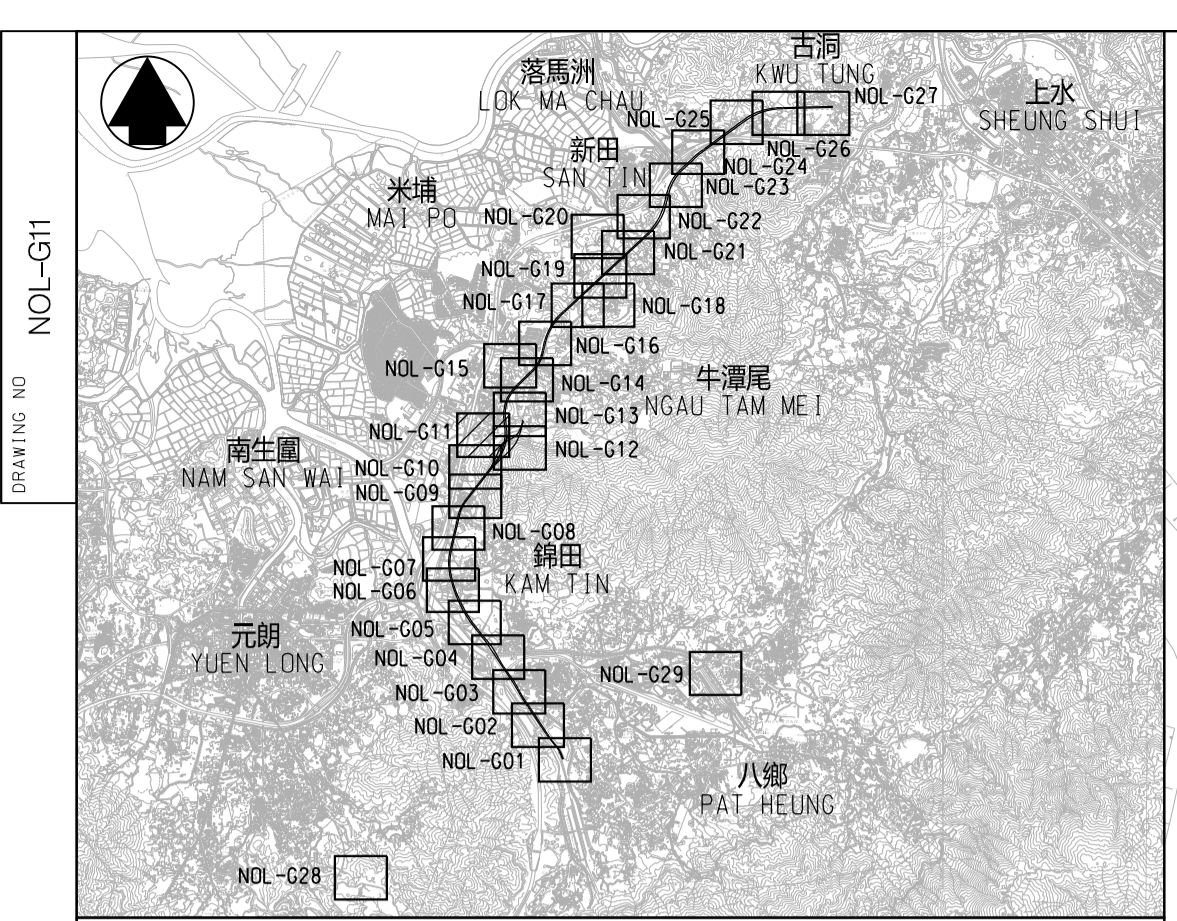 NOL-G11
DRAWING NO
古洞
KWU TUNG
落馬洲
LOK MA CHAU
上水
SHEUNG SHUI
NOL-G27
NOL-G25
NOL-G26
新田
SAN TIN
NOL-G24
NOL-G23
米埔
MAI PO
NOL-G20
NOL-G22
NOL-G21
NOL-G19
NOL-G17
NOL-G18
NOL-G16
NOL-G15
NOL-G14
牛潭尾
NGAU TAM MEI
NOL-G13
NOL-G11
NOL-G12
南生圍
NAM SAN WAI
NOL-G10
NOL-G09
NOL-G08
錦田
KAM TIN
NOL-G07
NOL-G06
元朗
YUEN LONG
NOL-G05
NOL-G04
NOL-G29
NOL-G03
NOL-G02
NOL-G01
八鄉
PAT HEUNG
NOL-G28